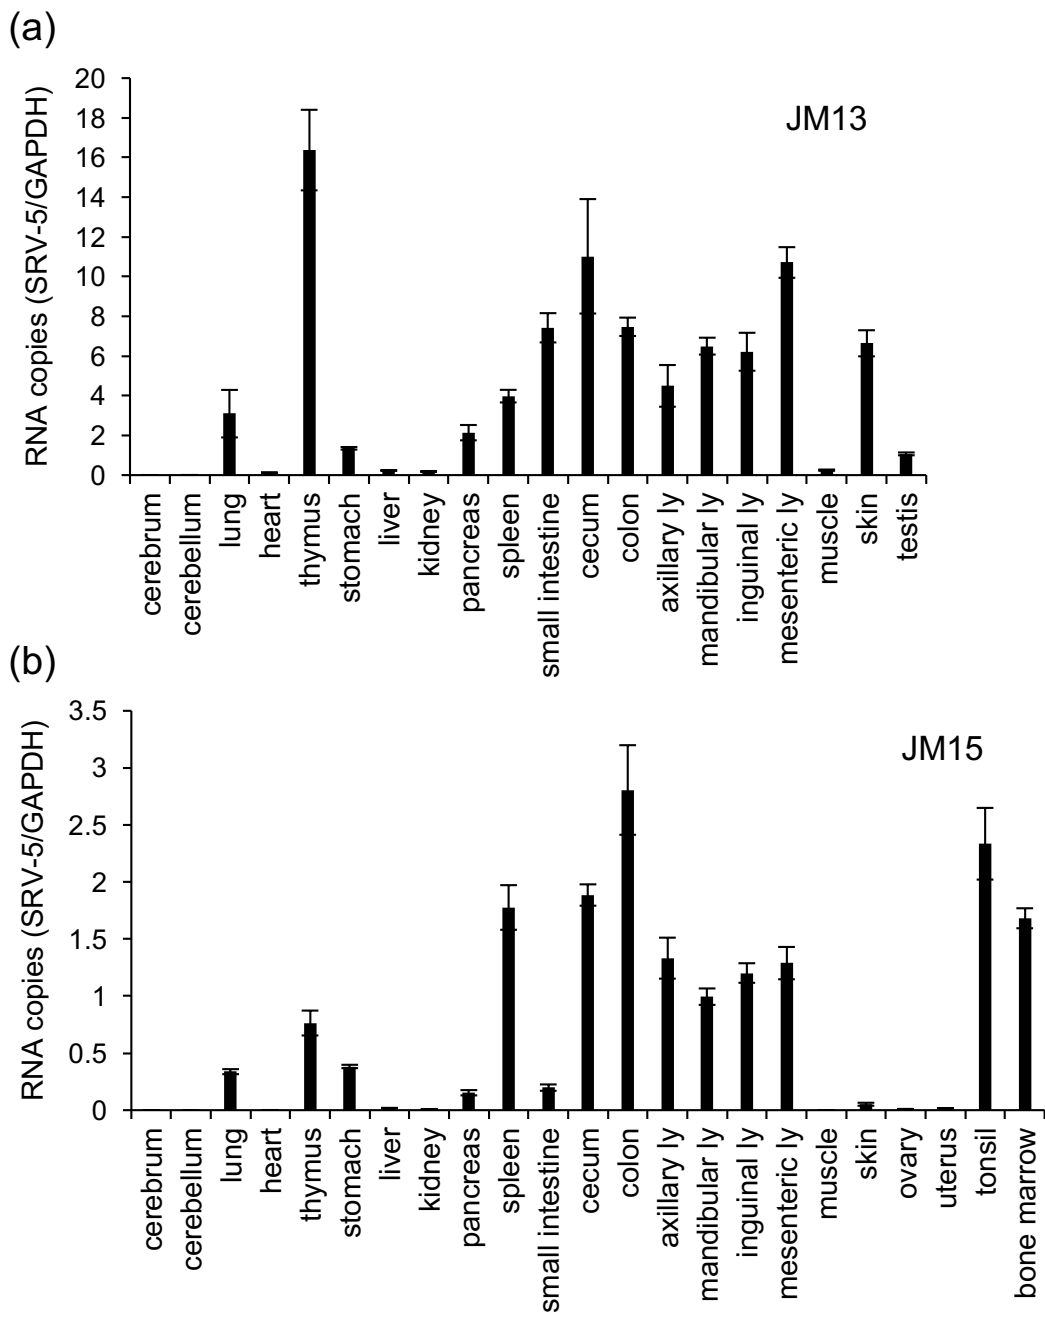 (a)
JM13
RNA copies (SRV-5/GAPDH)
20
18
16
14
12
10
8
6
4
2
0
cerebrum
cerebellum
lung
heart
thymus
stomach
liver
kidney
pancreas
spleen
small intestine
cecum
colon
axillary ly
mandibular ly
inguinal ly
mesenteric ly
muscle
skin
testis
(b)
JM15
RNA copies (SRV-5/GAPDH)
3.5
3
2.5
2
1.5
1
0.5
0
cerebrum
cerebellum
lung
heart
thymus
stomach
liver
kidney
pancreas
spleen
small intestine
cecum
colon
axillary ly
mandibular ly
inguinal ly
mesenteric ly
muscle
skin
ovary
uterus
tonsil
bone marrow